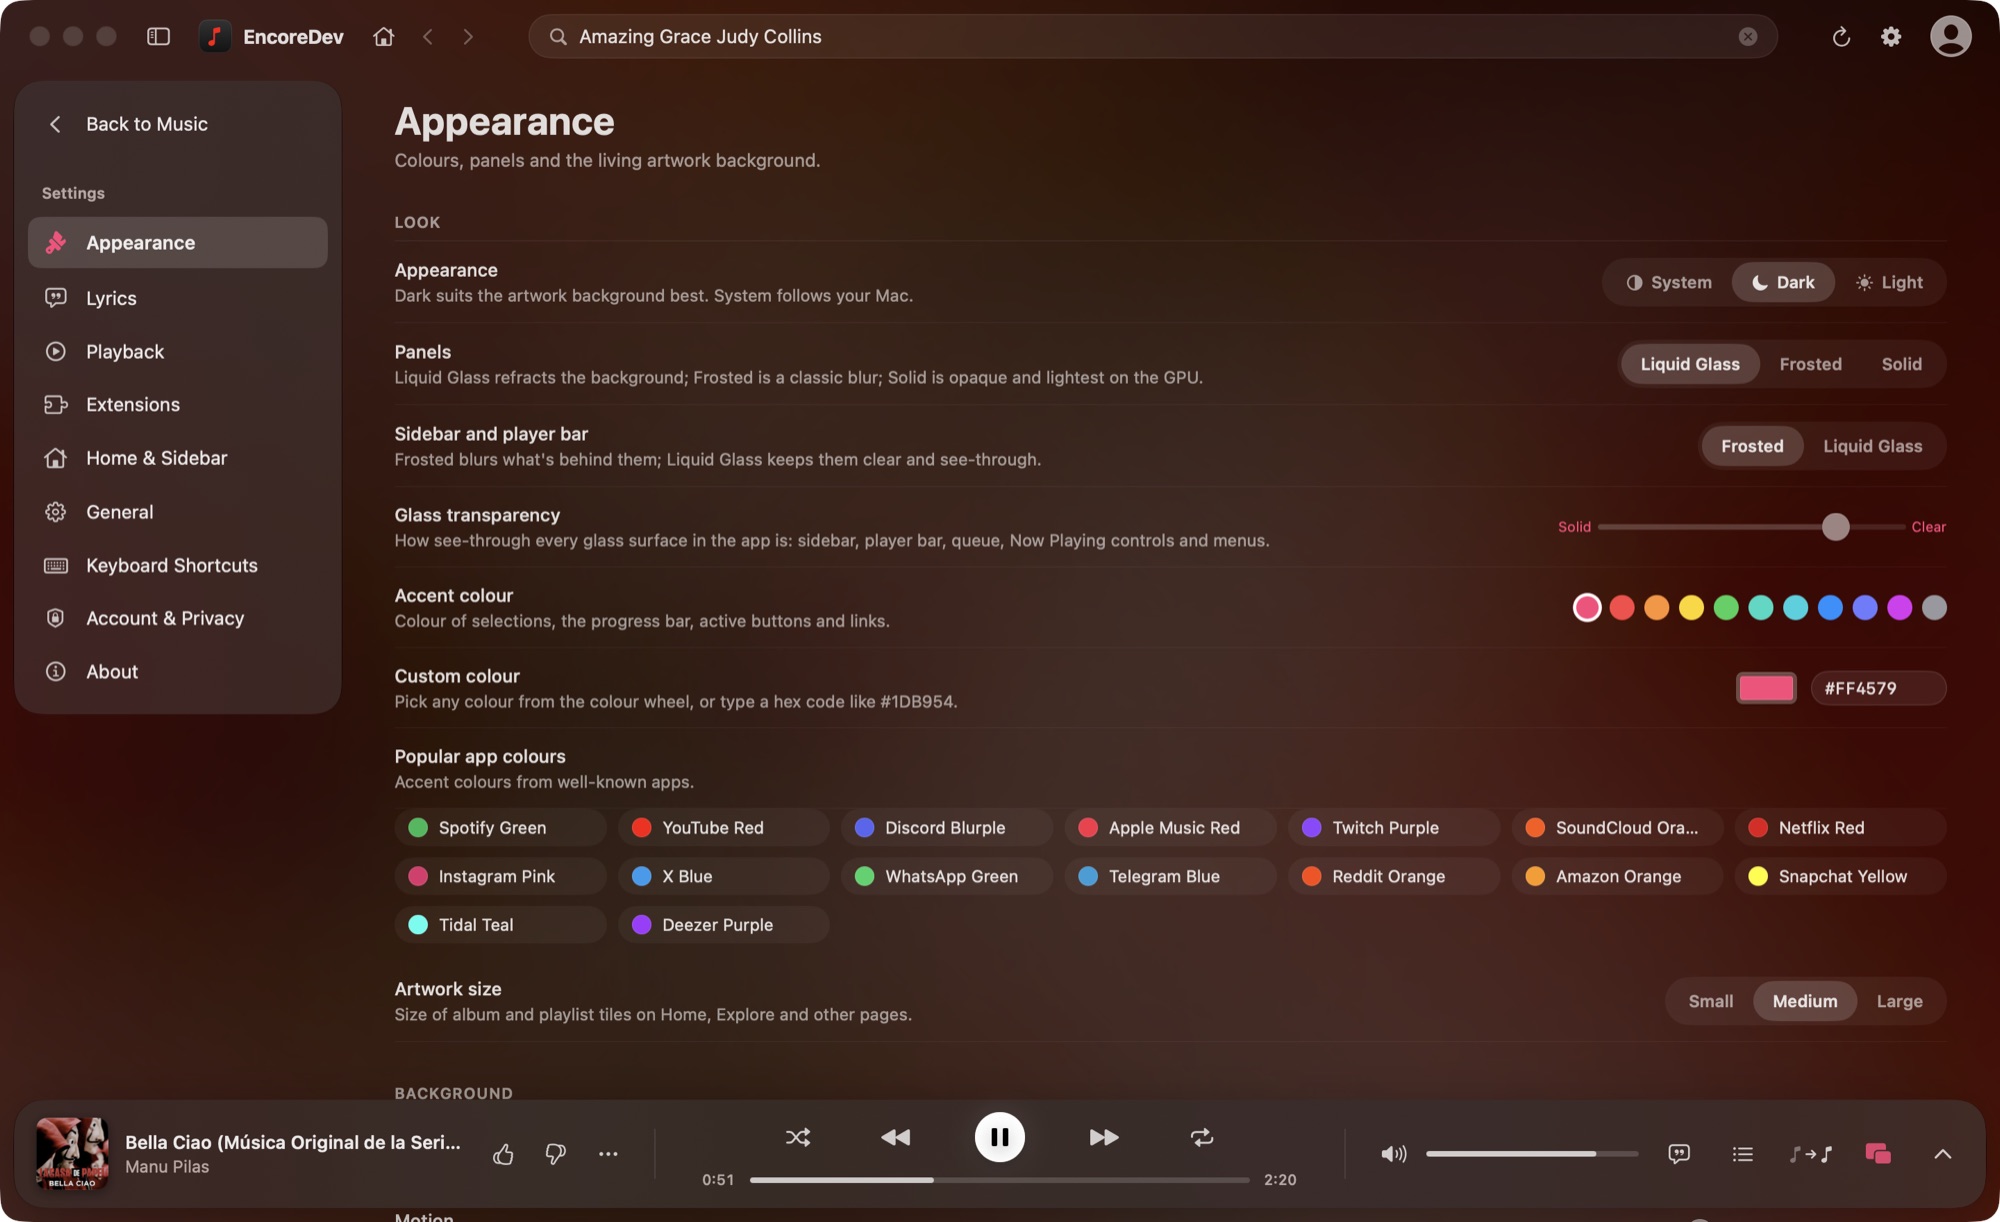 EncoreDev
Amazing Grace Judy Collins
Back to Music
Settings
Appearance
Lyrics
Playback
Extensions
Home & Sidebar
General
Keyboard Shortcuts
Account & Privacy
About
Appearance
Colours, panels and the living artwork background.
LOOK
Appearance
Dark suits the artwork background best. System follows your Mac.
System Dark Light
Panels
Liquid Glass refracts the background; Frosted is a classic blur; Solid is opaque and lightest on the GPU.
Liquid Glass Frosted Solid
Sidebar and player bar
Frosted blurs what's behind them; Liquid Glass keeps them clear and see-through.
Frosted Liquid Glass
Glass transparency
How see-through every glass surface in the app is: sidebar, player bar, queue, Now Playing controls and menus.
Solid Clear
Accent colour
Colour of selections, the progress bar, active buttons and links.
Custom colour
Pick any colour from the colour wheel, or type a hex code like #1DB954.
#FF4579
Popular app colours
Accent colours from well-known apps.
Spotify Green YouTube Red Discord Blurple Apple Music Red Twitch Purple SoundCloud Ora... Netflix Red
Instagram Pink X Blue WhatsApp Green Telegram Blue Reddit Orange Amazon Orange Snapchat Yellow
Tidal Teal Deezer Purple
Artwork size
Size of album and playlist tiles on Home, Explore and other pages.
Small Medium Large
BACKGROUND
BELLA CIAO
Bella Ciao (Música Original de la Seri...
Manu Pilas
0:51 2:20
Motion